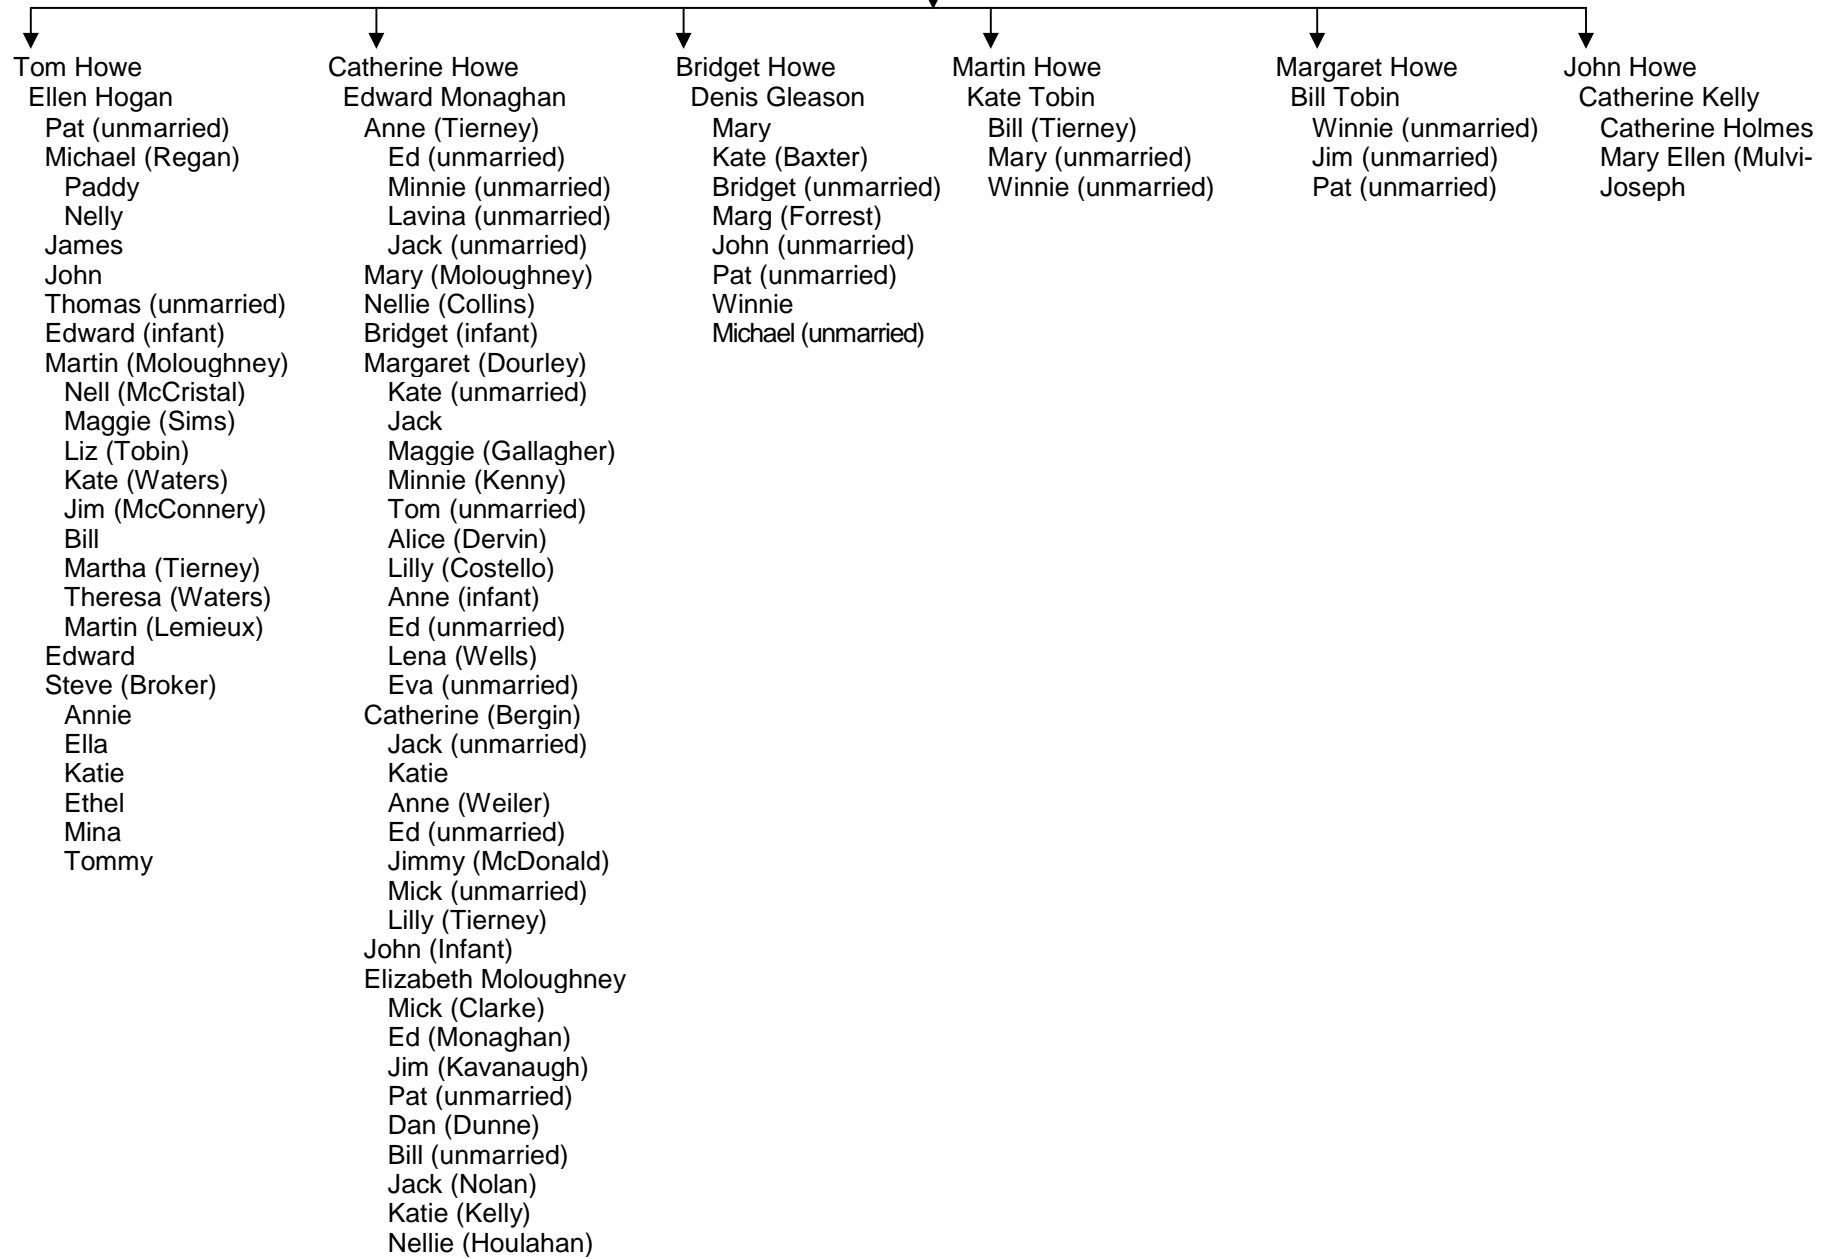 Tom Howe
Ellen Hogan
Pat (unmarried)
Michael (Regan)
Paddy
Nelly
James
John
Thomas (unmarried)
Edward (infant)
Martin (Moloughney)
Nell (McCristal)
Maggie (Sims)
Liz (Tobin)
Kate (Waters)
Jim (McConnery)
Bill
Martha (Tierney)
Theresa (Waters)
Martin (Lemieux)
Edward
Steve (Broker)
Annie
Ella
Katie
Ethel
Mina
Tommy
Catherine Howe
Edward Monaghan
Anne (Tierney)
Ed (unmarried)
Minnie (unmarried)
Lavina (unmarried)
Jack (unmarried)
Mary (Moloughney)
Nellie (Collins)
Bridget (infant)
Margaret (Dourley)
Kate (unmarried)
Jack
Maggie (Gallagher)
Minnie (Kenny)
Tom (unmarried)
Alice (Dervin)
Lilly (Costello)
Anne (infant)
Ed (unmarried)
Lena (Wells)
Eva (unmarried)
Catherine (Bergin)
Jack (unmarried)
Katie
Anne (Weiler)
Ed (unmarried)
Jimmy (McDonald)
Mick (unmarried)
Lilly (Tierney)
John (Infant)
Elizabeth Moloughney
Mick (Clarke)
Ed (Monaghan)
Jim (Kavanaugh)
Pat (unmarried)
Dan (Dunne)
Bill (unmarried)
Jack (Nolan)
Katie (Kelly)
Nellie (Houlahan)
Bridget Howe
Denis Gleason
Mary
Kate (Baxter)
Bridget (unmarried)
Marg (Forrest)
John (unmarried)
Pat (unmarried)
Winnie
Michael (unmarried)
Martin Howe
Kate Tobin
Bill (Tierney)
Mary (unmarried)
Winnie (unmarried)
Margaret Howe
Bill Tobin
Winnie (unmarried)
Jim (unmarried)
Pat (unmarried)
John Howe
Catherine Kelly
Catherine Holmes
Mary Ellen (Mulvi-
Joseph